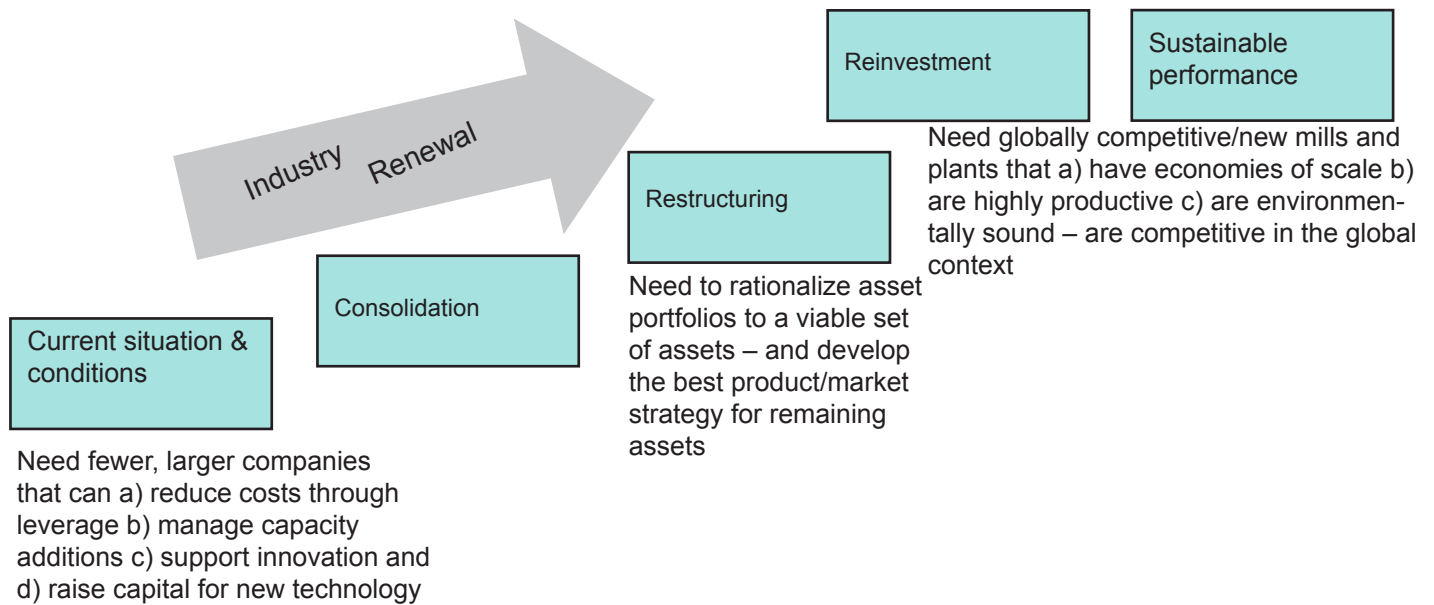 Industry Renewal
Current situation &
conditions
Need fewer, larger companies
that can a) reduce costs through
leverage b) manage capacity
additions c) support innovation and
d) raise capital for new technology
Consolidation
Restructuring
Need to rationalize asset
portfolios to a viable set
of assets – and develop
the best product/market
strategy for remaining
assets
Reinvestment
Sustainable
performance
Need globally competitive/new mills and
plants that a) have economies of scale b)
are highly productive c) are environmen-
tally sound – are competitive in the global
context